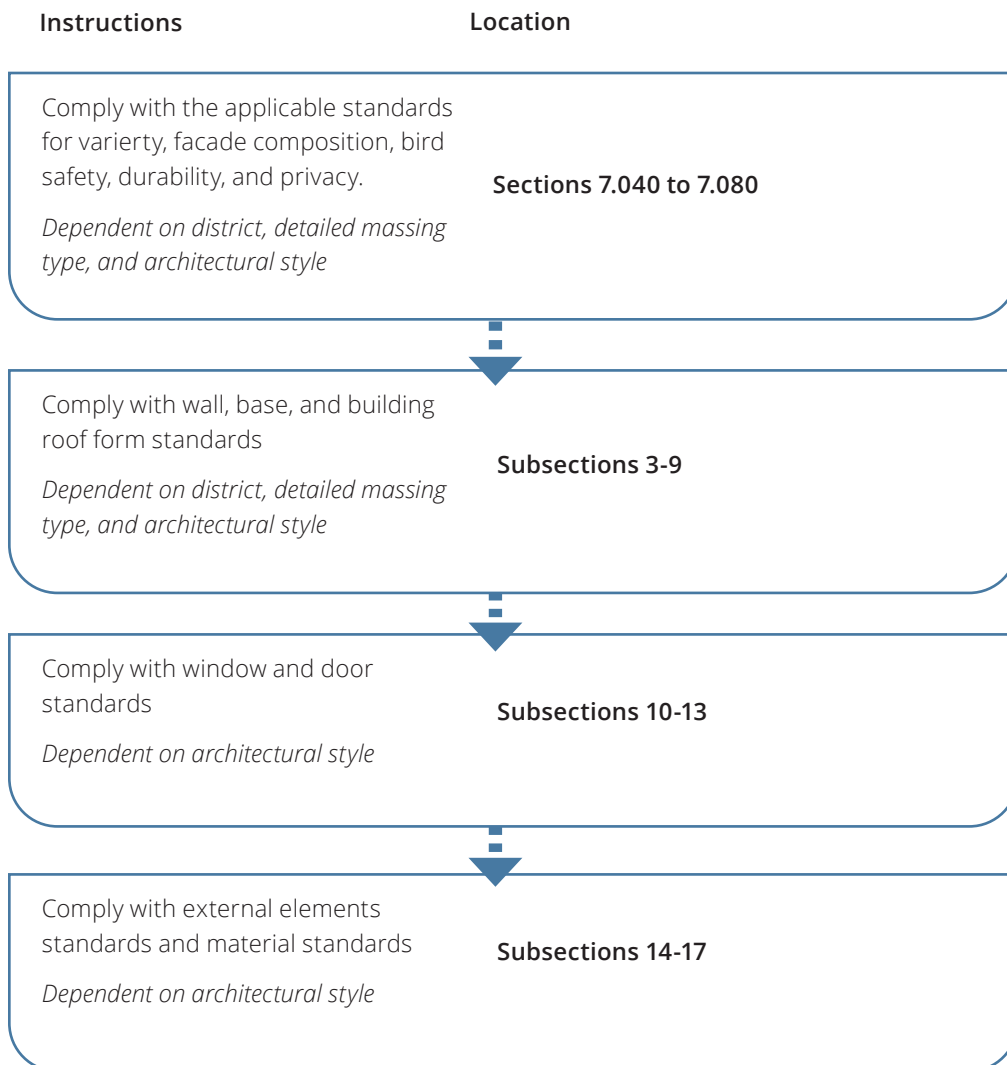 Instructions
Location
Comply with the applicable standards
for varierty, facade composition, bird
safety, durability, and privacy.
Dependent on district, detailed massing
type, and architectural style
Sections 7.040 to 7.080
Comply with wall, base, and building
roof form standards
Dependent on district, detailed massing
type, and architectural style
Subsections 3-9
Comply with window and door
standards
Dependent on architectural style
Subsections 10-13
Comply with external elements
standards and material standards
Dependent on architectural style
Subsections 14-17